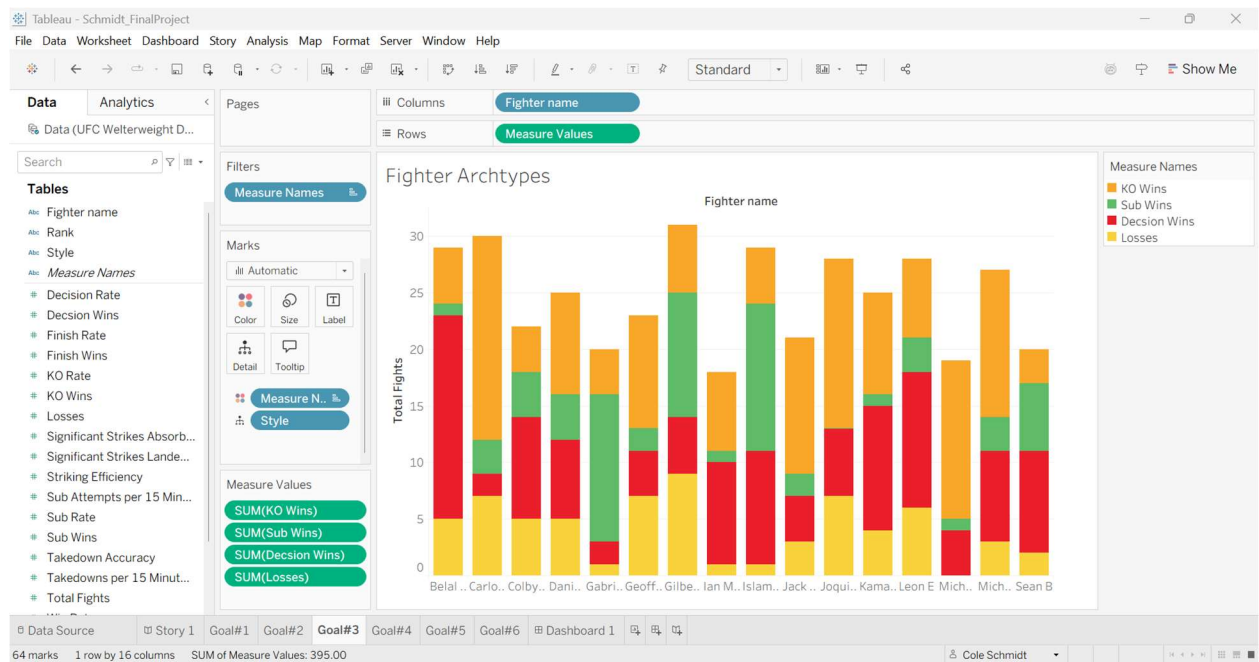 Tableau - Schmidt_FinalProject
File Data Worksheet Dashboard Story Analysis Map Format Server Window Help
Standard
Show Me
Data Analytics
Data (UFC Welterweight D...
Search
Tables
Abc Fighter name
Abc Rank
Abc Style
Abc Measure Names
# Decision Rate
# Decsion Wins
# Finish Rate
# Finish Wins
# KO Rate
# KO Wins
# Losses
# Significant Strikes Absorb...
# Significant Strikes Lande...
# Striking Efficiency
# Sub Attempts per 15 Min...
# Sub Rate
# Sub Wins
# Takedown Accuracy
# Takedowns per 15 Minut...
# Total Fights
Pages
Filters
Measure Names
Marks
Automatic
Color Size Label
Detail Tooltip
Measure N..
Style
Measure Values
SUM(KO Wins)
SUM(Sub Wins)
SUM(Decsion Wins)
SUM(Losses)
Columns Fighter name
Rows Measure Values
Fighter Archtypes
Fighter name
Total Fights
30
25
20
15
10
5
0
Belal .. Carlo.. Colby.. Dani.. Gabri.. Geoff.. Gilbe.. Ian M.. Islam.. Jack .. Joqui.. Kama.. Leon E Mich.. Mich.. Sean B
Measure Names
KO Wins
Sub Wins
Decsion Wins
Losses
Data Source Story 1 Goal#1 Goal#2 Goal#3 Goal#4 Goal#5 Goal#6 Dashboard 1
64 marks 1 row by 16 columns SUM of Measure Values: 395.00 Cole Schmidt